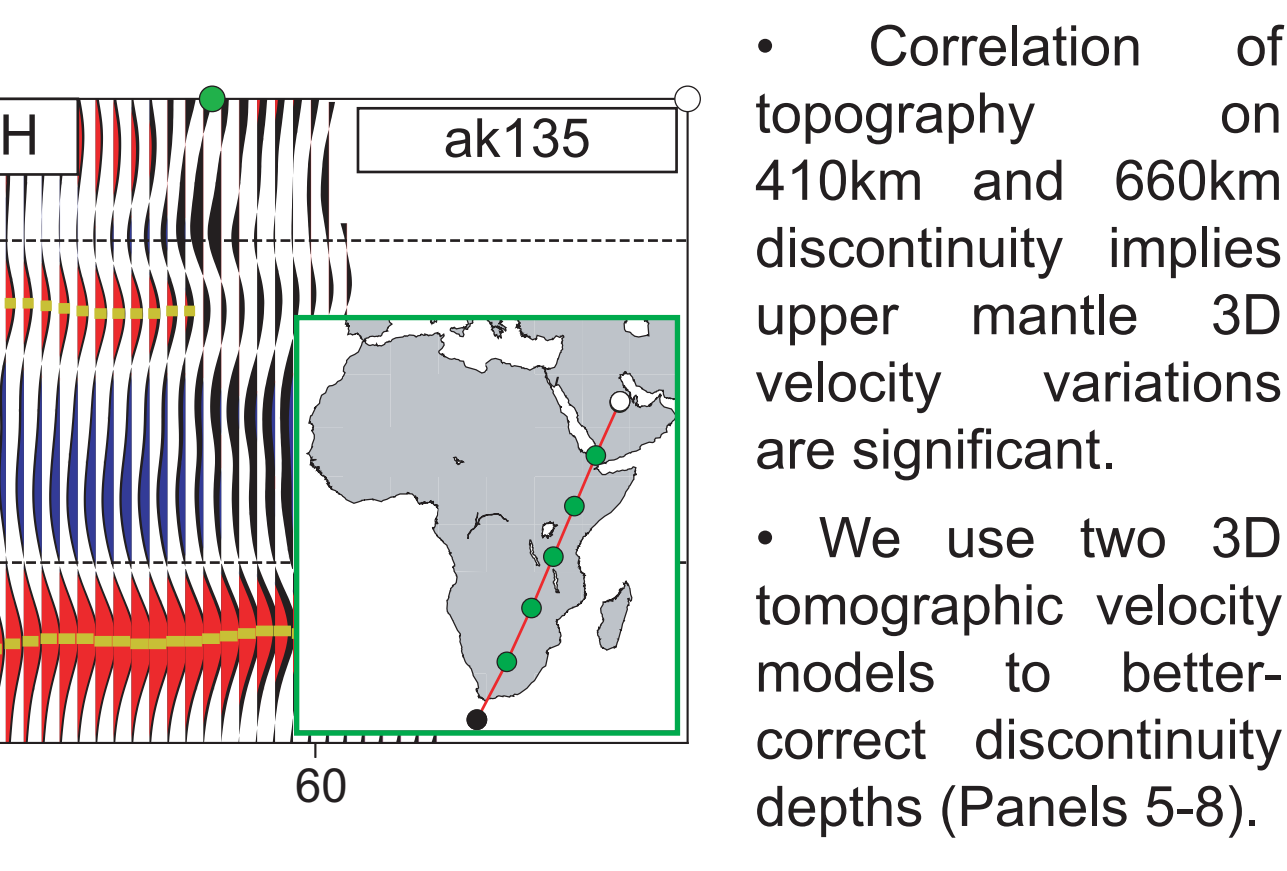 H
ak135
60
• Correlation of
topography on
410km and 660km
discontinuity implies
upper mantle 3D
velocity variations
are significant.
• We use two 3D
tomographic velocity
models to better-
correct discontinuity
depths (Panels 5-8).